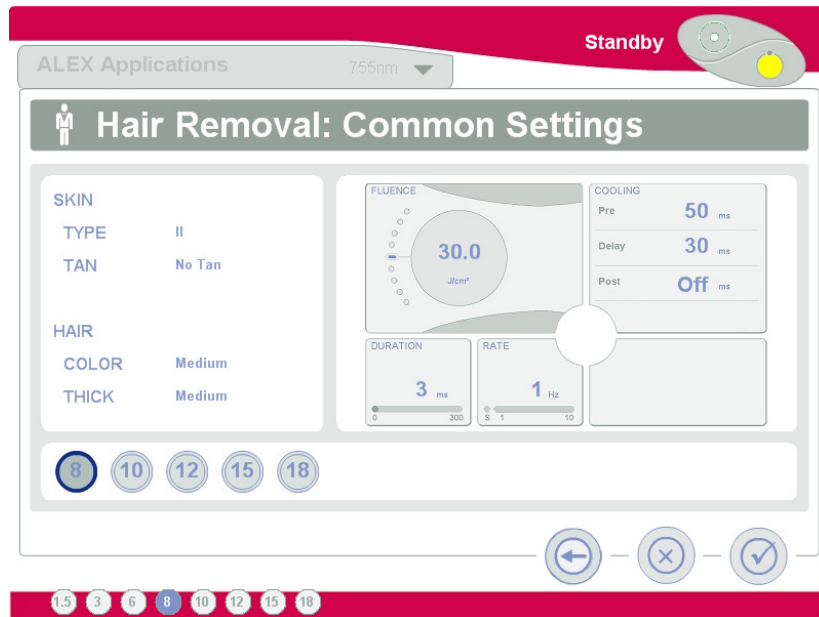 Standby
ALEX Applications 755nm
Hair Removal: Common Settings
SKIN
TYPE II
TAN No Tan
HAIR
COLOR Medium
THICK Medium
FLUENCE
30.0
J/cm²
COOLING
Pre 50 ms
Delay 30 ms
Post Off ms
DURATION
3 ms
0 300
RATE
1 Hz
S 1 10
8 10 12 15 18
1.5 3 6 8 10 12 15 18